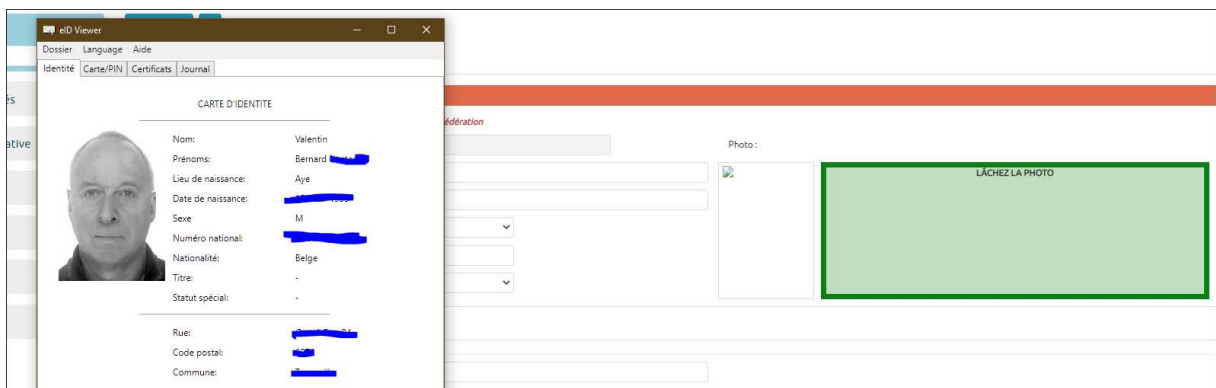 eID Viewer
Dossier Language Aide
Identité Carte/PIN Certificats Journal
CARTE D'IDENTITE
Nom: Valentin
Prénoms: Bernard
Lieu de naissance: Aye
Date de naissance:
Sexe M
Numéro national:
Nationalité: Belge
Titre: -
Statut spécial: -
Rue:
Code postal:
Commune:
és
ative
édération
Photo :
LÂCHEZ LA PHOTO